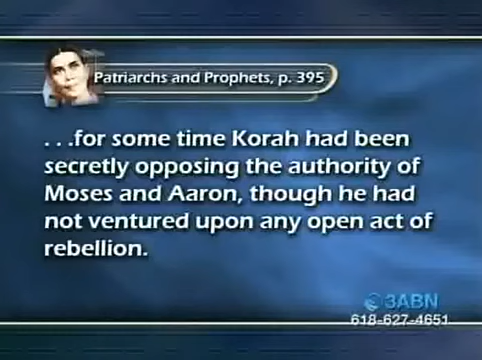 Patriarchs and Prophets, p. 395
. . .for some time Korah had been
secretly opposing the authority of
Moses and Aaron, though he had
not ventured upon any open act of
rebellion.
3ABN
618-627-4651